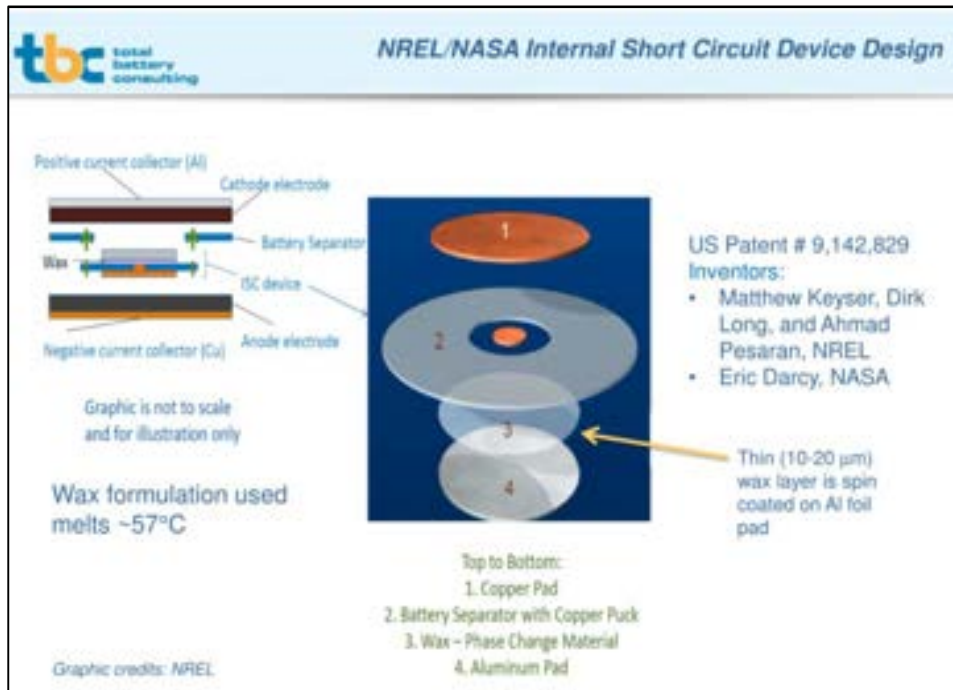 tbc total
battery
consulting
NREL/NASA Internal Short Circuit Device Design
Positive current collector (Al)
Cathode electrode
Battery Separator
Wax
ISC device
Anode electrode
Negative current collector (Cu)
Graphic is not to scale
and for illustration only
Wax formulation used
melts ~57°C
1
2
3
4
US Patent # 9,142,829
Inventors:
• Matthew Keyser, Dirk
Long, and Ahmad
Pesaran, NREL
• Eric Darcy, NASA
Thin (10-20 μm)
wax layer is spin
coated on Al foil
pad
Top to Bottom:
1. Copper Pad
2. Battery Separator with Copper Puck
3. Wax – Phase Change Material
4. Aluminum Pad
Graphic credits: NREL